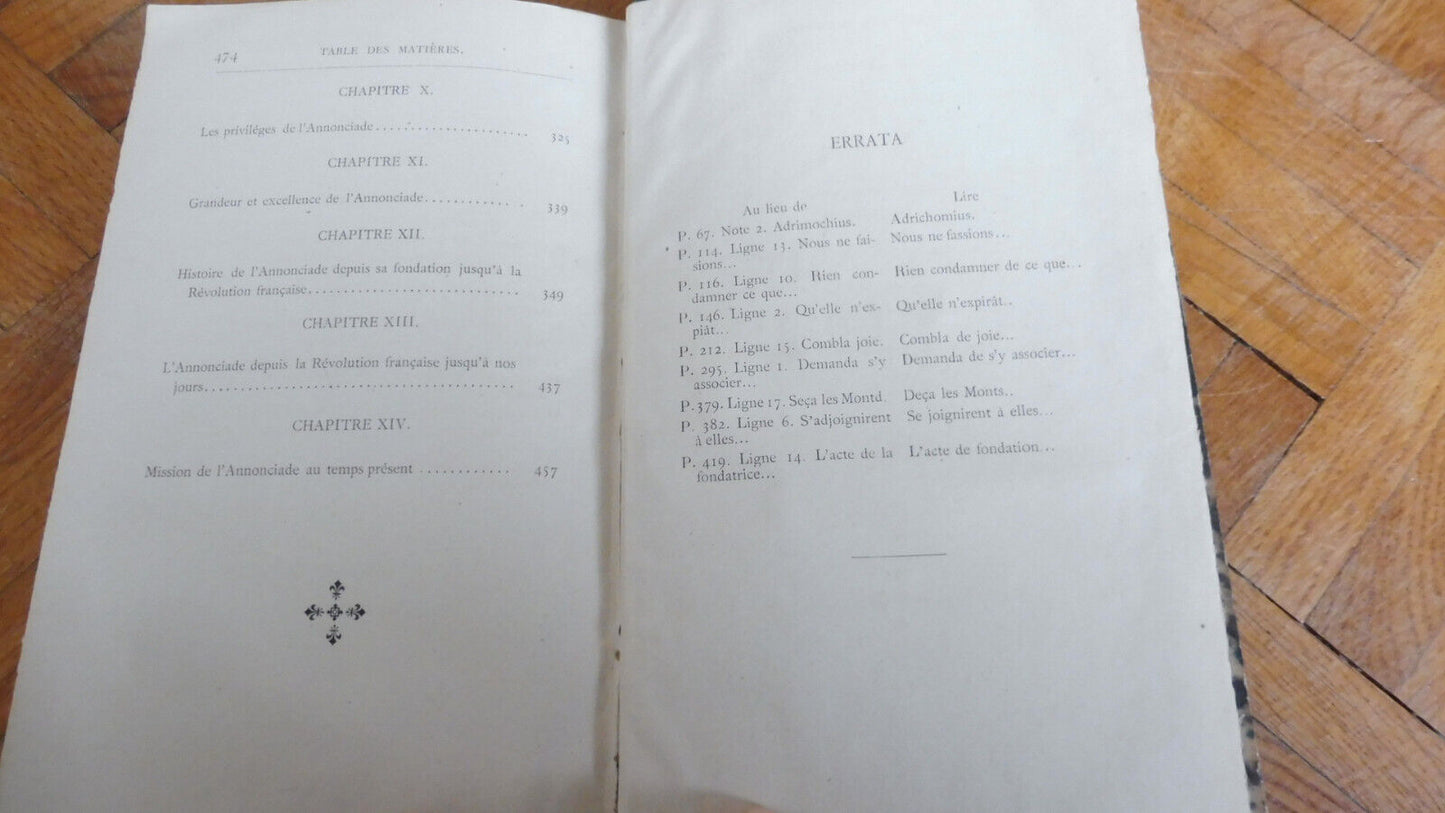 474 TABLE DES MATIÈRES.
CHAPITRE X.
Les priviléges de l'Annonciade..................... 325
CHAPITRE XI.
Grandeur et excellence de l'Annonciade............ . 339
CHAPITRE XII.
Histoire de l'Annonciade depuis sa fondation jusqu'à la
Révolution française............................. 349
CHAPITRE XIII.
L'Annonciade depuis la Révolution française jusqu'à nos
jours........................................... 437
CHAPITRE XIV.
Mission de l'Annonciade au temps présent ............ 457
ERRATA
Au lieu de Lire
P. 67. Note 2. Adrimochius. Adrichomius.
P. 114. Ligne 13. Nous ne fai- Nous ne fassions...
sions...
P. 116. Ligne 10. Rien con- Rien condamner de ce que...
damner ce que...
P. 146. Ligne 2. Qu'elle n'ex- Qu'elle n'expirât..
piât...
P. 212. Ligne 15. Combla joie. Combla de joie...
P. 295. Ligne 1. Demanda s'y Demanda de s'y associer...
associer...
P.379. Ligne 17. Seça les Montd. Deça les Monts..
P. 382. Ligne 6. S'adjoignirent Se joignirent à elles...
à elles...
P. 419. Ligne 14. L'acte de la L'acte de fondation...
fondatrice...